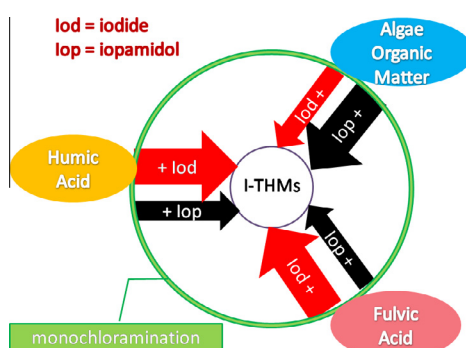 Iod = iodide
Iop = iopamidol
Algae
Organic
Matter
Iod +
Iop +
Humic
Acid
+ Iod
I-THMs
+ Iop
Iod +
Iop +
Fulvic
Acid
monochloramination